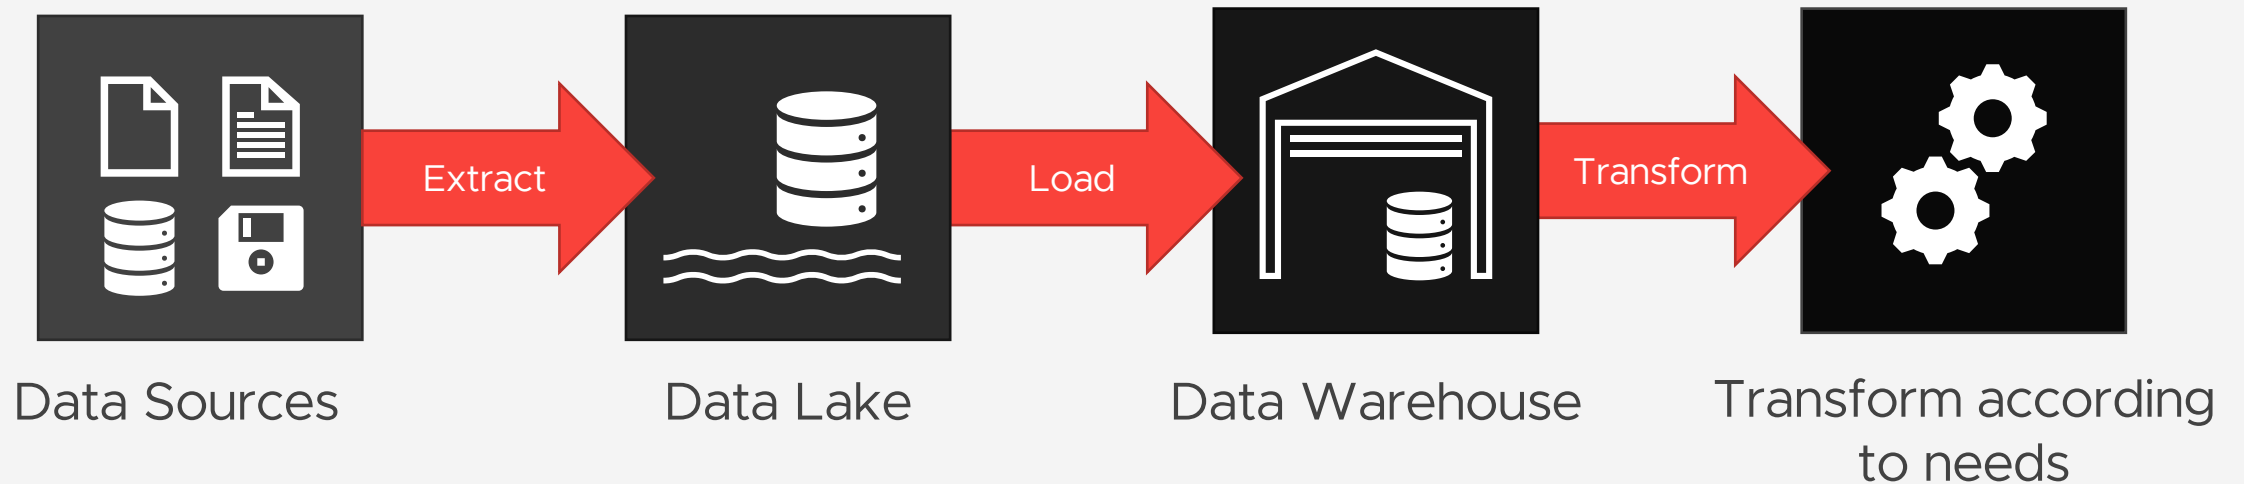 Extract
Load
Transform
Data Sources
Data Lake
Data Warehouse
Transform according
to needs